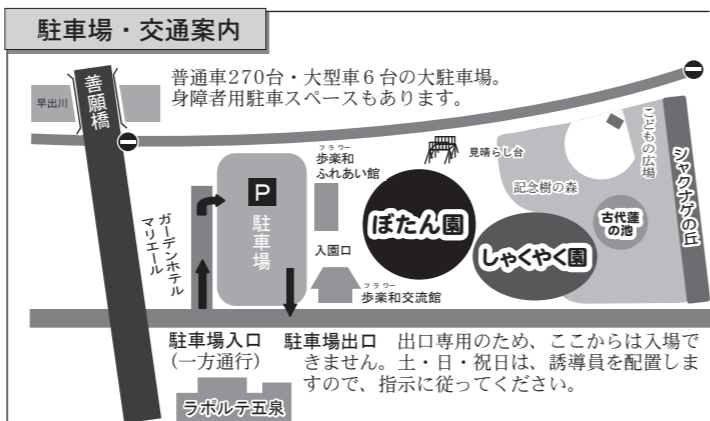 駐車場・交通案内
普通車270台・大型車6台の大駐車場。
身障者用駐車スペースもあります。
早出川
善願橋
フラワー
歩楽和
ふれあい館
見晴らし台
こどもの広場
シャクナゲの丘
記念樹の森
P
駐車場
ぼたん園
古代蓮
の池
ガーデンホテル
マリエール
入園口
しゃくやく園
フラワー
歩楽和交流館
駐車場入口
(一方通行)
駐車場出口 出口専用のため、ここからは入場で
きません。土・日・祝日は、誘導員を配置しま
すので、指示に従ってください。
ラポルテ五泉